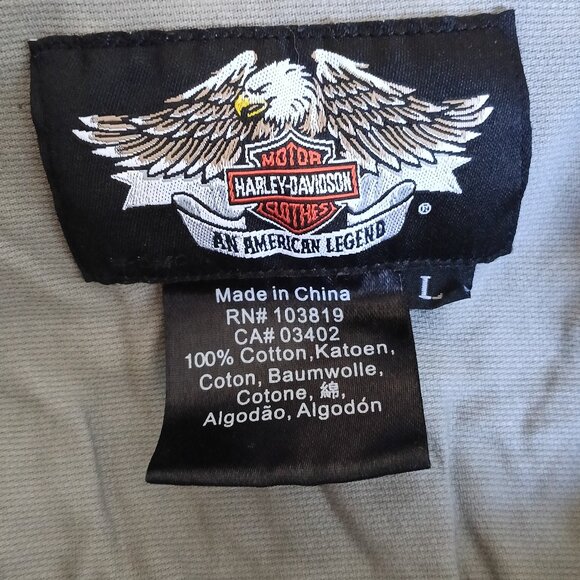 MOTOR
HARLEY-DAVIDSON
CLOTHES
®
AN AMERICAN LEGEND
L
Made in China
RN# 103819
CA# 03402
100% Cotton,Katoen,
Coton, Baumwolle,
Cotone, 綿,
Algodão, Algodón